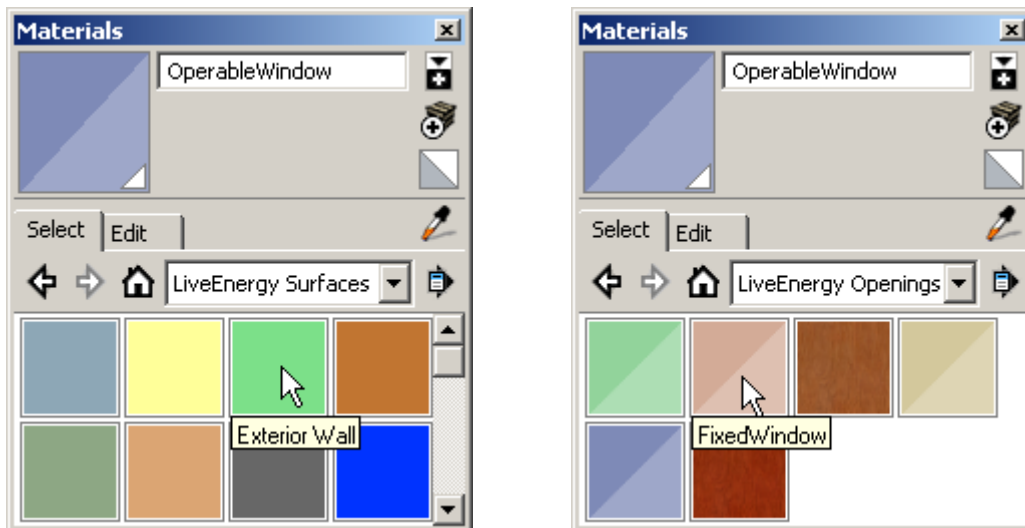 Materials
OperableWindow
Select
Edit
LiveEnergy Surfaces
Exterior Wall
Materials
OperableWindow
Select
Edit
LiveEnergy Openings
FixedWindow